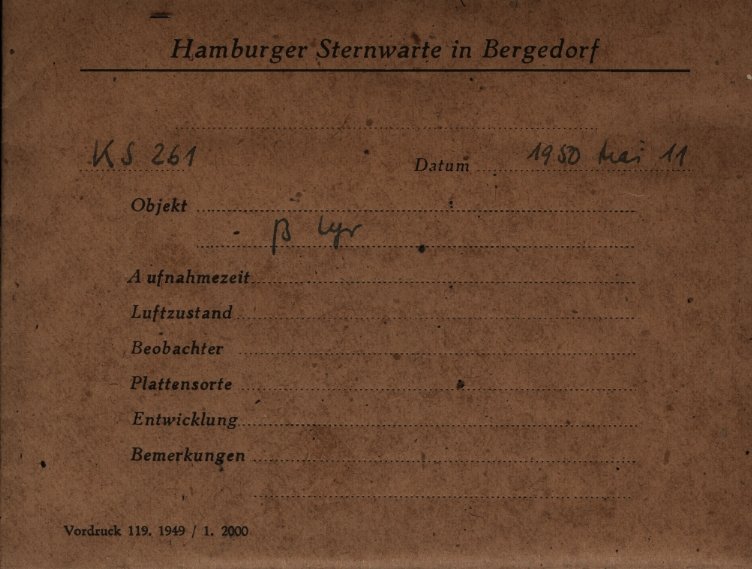 Hamburger Sternwarte in Bergedorf
KS 261 Datum 1950 Mai 11
Objekt
β Lyr
Aufnahmezeit
Luftzustand
Beobachter
Plattensorte
Entwicklung
Bemerkungen
Vordruck 119. 1949 / 1. 2000